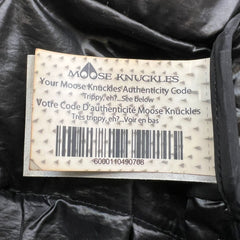 MOOSE KNUCKLES
Your Moose Knuckles Authenticity Code
"Trippy, eh?...See below
Votre Code D'authenticité Moose Knuckles
Très trippy, eh?...Voir en bas
6000110490708